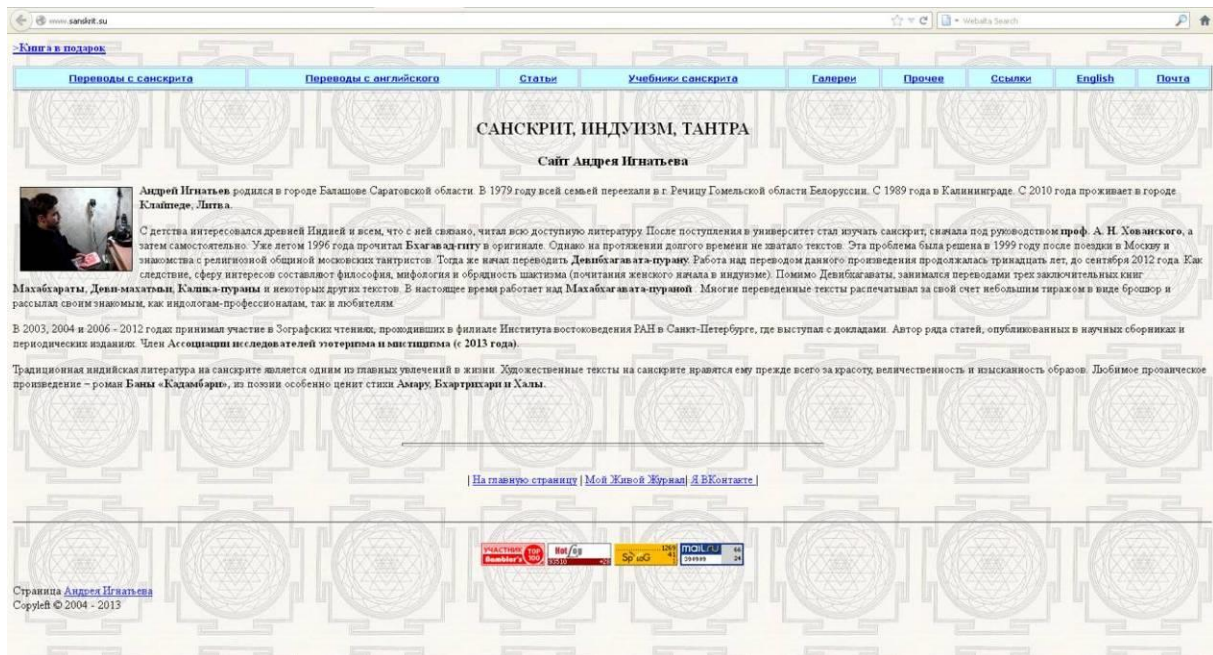 www.sanskrit.su
Webalta Search
>Книга в подарок
Переводы с санскрита Переводы с английского Статьи Учебники санскрита Галереи Прочее Ссылки English Почта
САНСКРИТ, ИНДУИЗМ, ТАНТРА
Сайт Андрея Игнатьева
Андрей Игнатьев родился в городе Балашове Саратовской области. В 1979 году всей семьей переехали в г. Речицу Гомельской области Белоруссии. С 1989 года в Калининграде. С 2010 года проживает в городе
Клайпеде, Литва.
С детства интересовался древней Индией и всем, что с ней связано, читал всю доступную литературу. После поступления в университет стал изучать санскрит, сначала под руководством проф. А. Н. Хованского, а
затем самостоятельно. Уже летом 1996 года прочитал Бхагавад-гиту в оригинале. Однако на протяжении долгого времени не хватало текстов. Эта проблема была решена в 1999 году после поездки в Москву и
знакомства с религиозной общиной московских тантристов. Тогда же начал переводить Девибхагавата-пурану. Работа над переводом данного произведения продолжалась тринадцать лет, до сентября 2012 года. Как
следствие, сферу интересов составляют философия, мифология и обрядность шактизма (почитания женского начала в индуизме). Помимо Девибхагаваты, занимался переводами трех заключительных книг
Махабхараты, Деви-махатмьи, Калика-пураны и некоторых других текстов. В настоящее время работает над Махабхагавата-пураной. Многие переведенные тексты распечатывал за свой счет небольшим тиражом в виде брошюр и
рассылал своим знакомым, как индологам-профессионалам, так и любителям.
В 2003, 2004 и 2006 - 2012 годах принимал участие в Зографских чтениях, проходивших в филиале Института востоковедения РАН в Санкт-Петербурге, где выступал с докладами. Автор ряда статей, опубликованных в научных сборниках и
периодических изданиях. Член Ассоциации исследователей эзотеризма и мистицизма (с 2013 года).
Традиционная индийская литература на санскрите является одним из главных увлечений в жизни. Художественные тексты на санскрите нравятся ему прежде всего за красоту, величественность и изысканность образов. Любимое прозаическое
произведение – роман Баны «Кадамбари», из поэзии особенно ценит стихи Амару, Бхартрихари и Халы.
| На главную страницу | Мой Живой Журнал| Я ВКонтакте |
УЧАСТНИК TOP 100 Rambler's HotLog SpyLOG mail.ru
Страница Андрея Игнатьева
Copyleft © 2004 - 2013